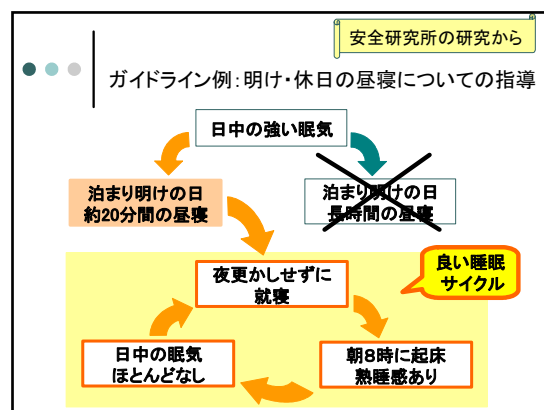 安全研究所の研究から
ガイドライン例:明け・休日の昼寝についての指導
日中の強い眠気
泊まり明けの日
約20分間の昼寝
泊まり明けの日
長時間の昼寝
良い睡眠
サイクル
夜更かしせずに
就寝
日中の眠気
ほとんどなし
朝8時に起床
熟睡感あり